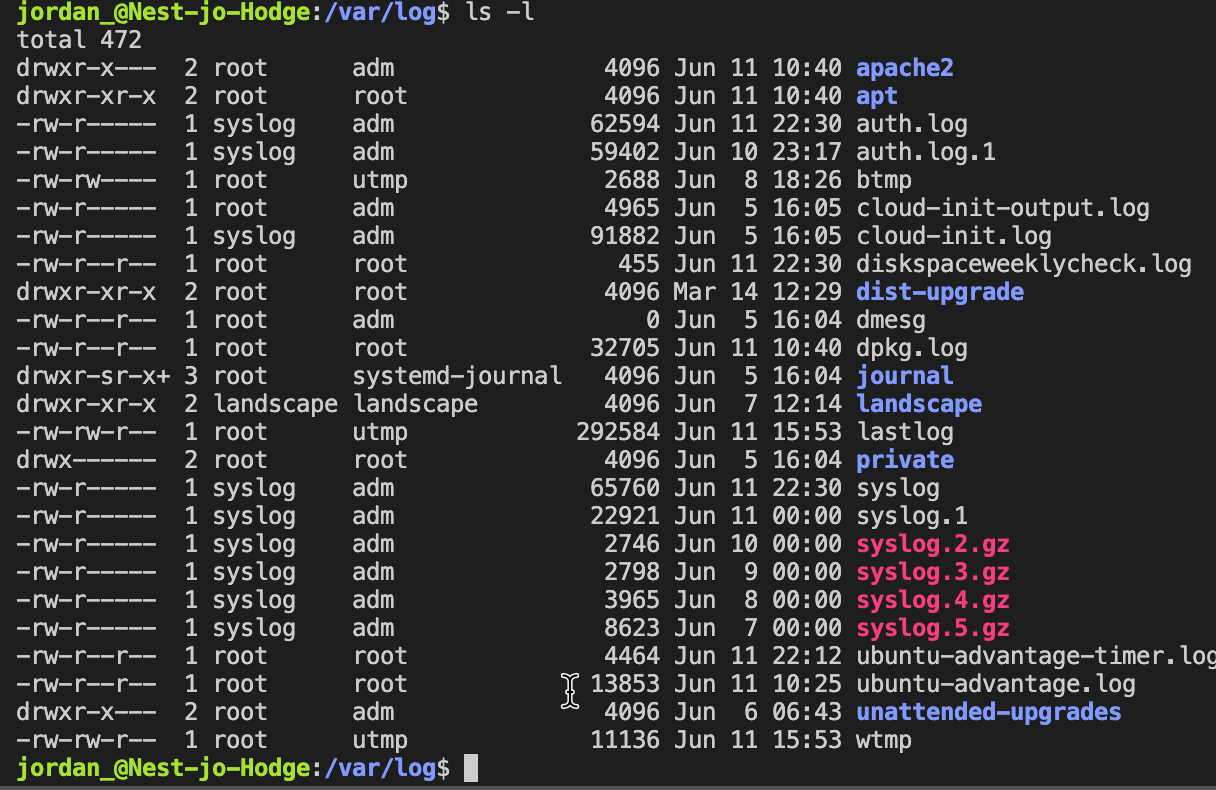 jordan_@Nest-jo-Hodge:/var/log$ ls -l
total 472
drwxr-x---  2 root      adm               4096 Jun 11 10:40 apache2
drwxr-xr-x  2 root      root              4096 Jun 11 10:40 apt
-rw-r-----  1 syslog    adm              62594 Jun 11 22:30 auth.log
-rw-r-----  1 syslog    adm              59402 Jun 10 23:17 auth.log.1
-rw-rw----  1 root      utmp              2688 Jun  8 18:26 btmp
-rw-r-----  1 root      adm               4965 Jun  5 16:05 cloud-init-output.log
-rw-r-----  1 syslog    adm              91882 Jun  5 16:05 cloud-init.log
-rw-r--r--  1 root      root               455 Jun 11 22:30 diskspaceweeklycheck.log
drwxr-xr-x  2 root      root              4096 Mar 14 12:29 dist-upgrade
-rw-r--r--  1 root      adm                  0 Jun  5 16:04 dmesg
-rw-r--r--  1 root      root             32705 Jun 11 10:40 dpkg.log
drwxr-sr-x+ 3 root      systemd-journal   4096 Jun  5 16:04 journal
drwxr-xr-x  2 landscape landscape         4096 Jun  7 12:14 landscape
-rw-rw-r--  1 root      utmp            292584 Jun 11 15:53 lastlog
drwx------  2 root      root              4096 Jun  5 16:04 private
-rw-r-----  1 syslog    adm              65760 Jun 11 22:30 syslog
-rw-r-----  1 syslog    adm              22921 Jun 11 00:00 syslog.1
-rw-r-----  1 syslog    adm               2746 Jun 10 00:00 syslog.2.gz
-rw-r-----  1 syslog    adm               2798 Jun  9 00:00 syslog.3.gz
-rw-r-----  1 syslog    adm               3965 Jun  8 00:00 syslog.4.gz
-rw-r-----  1 syslog    adm               8623 Jun  7 00:00 syslog.5.gz
-rw-r--r--  1 root      root              4464 Jun 11 22:12 ubuntu-advantage-timer.log
-rw-r--r--  1 root      root             13853 Jun 11 10:25 ubuntu-advantage.log
drwxr-x---  2 root      adm               4096 Jun  6 06:43 unattended-upgrades
-rw-rw-r--  1 root      utmp             11136 Jun 11 15:53 wtmp
jordan_@Nest-jo-Hodge:/var/log$